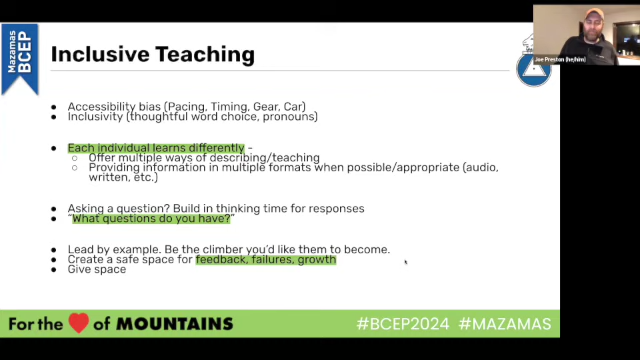 Mazamas
BCEP
Inclusive Teaching
Joe Preston (he/him)
● Accessibility bias (Pacing, Timing, Gear, Car)
● Inclusivity (thoughtful word choice, pronouns)
● Each individual learns differently -
○ Offer multiple ways of describing/teaching
○ Providing information in multiple formats when possible/appropriate (audio,
written, etc.)
● Asking a question? Build in thinking time for responses
● “What questions do you have?”
● Lead by example. Be the climber you’d like them to become.
● Create a safe space for feedback, failures, growth
● Give space
For the ❤ of MOUNTAINS
#BCEP2024 #MAZAMAS